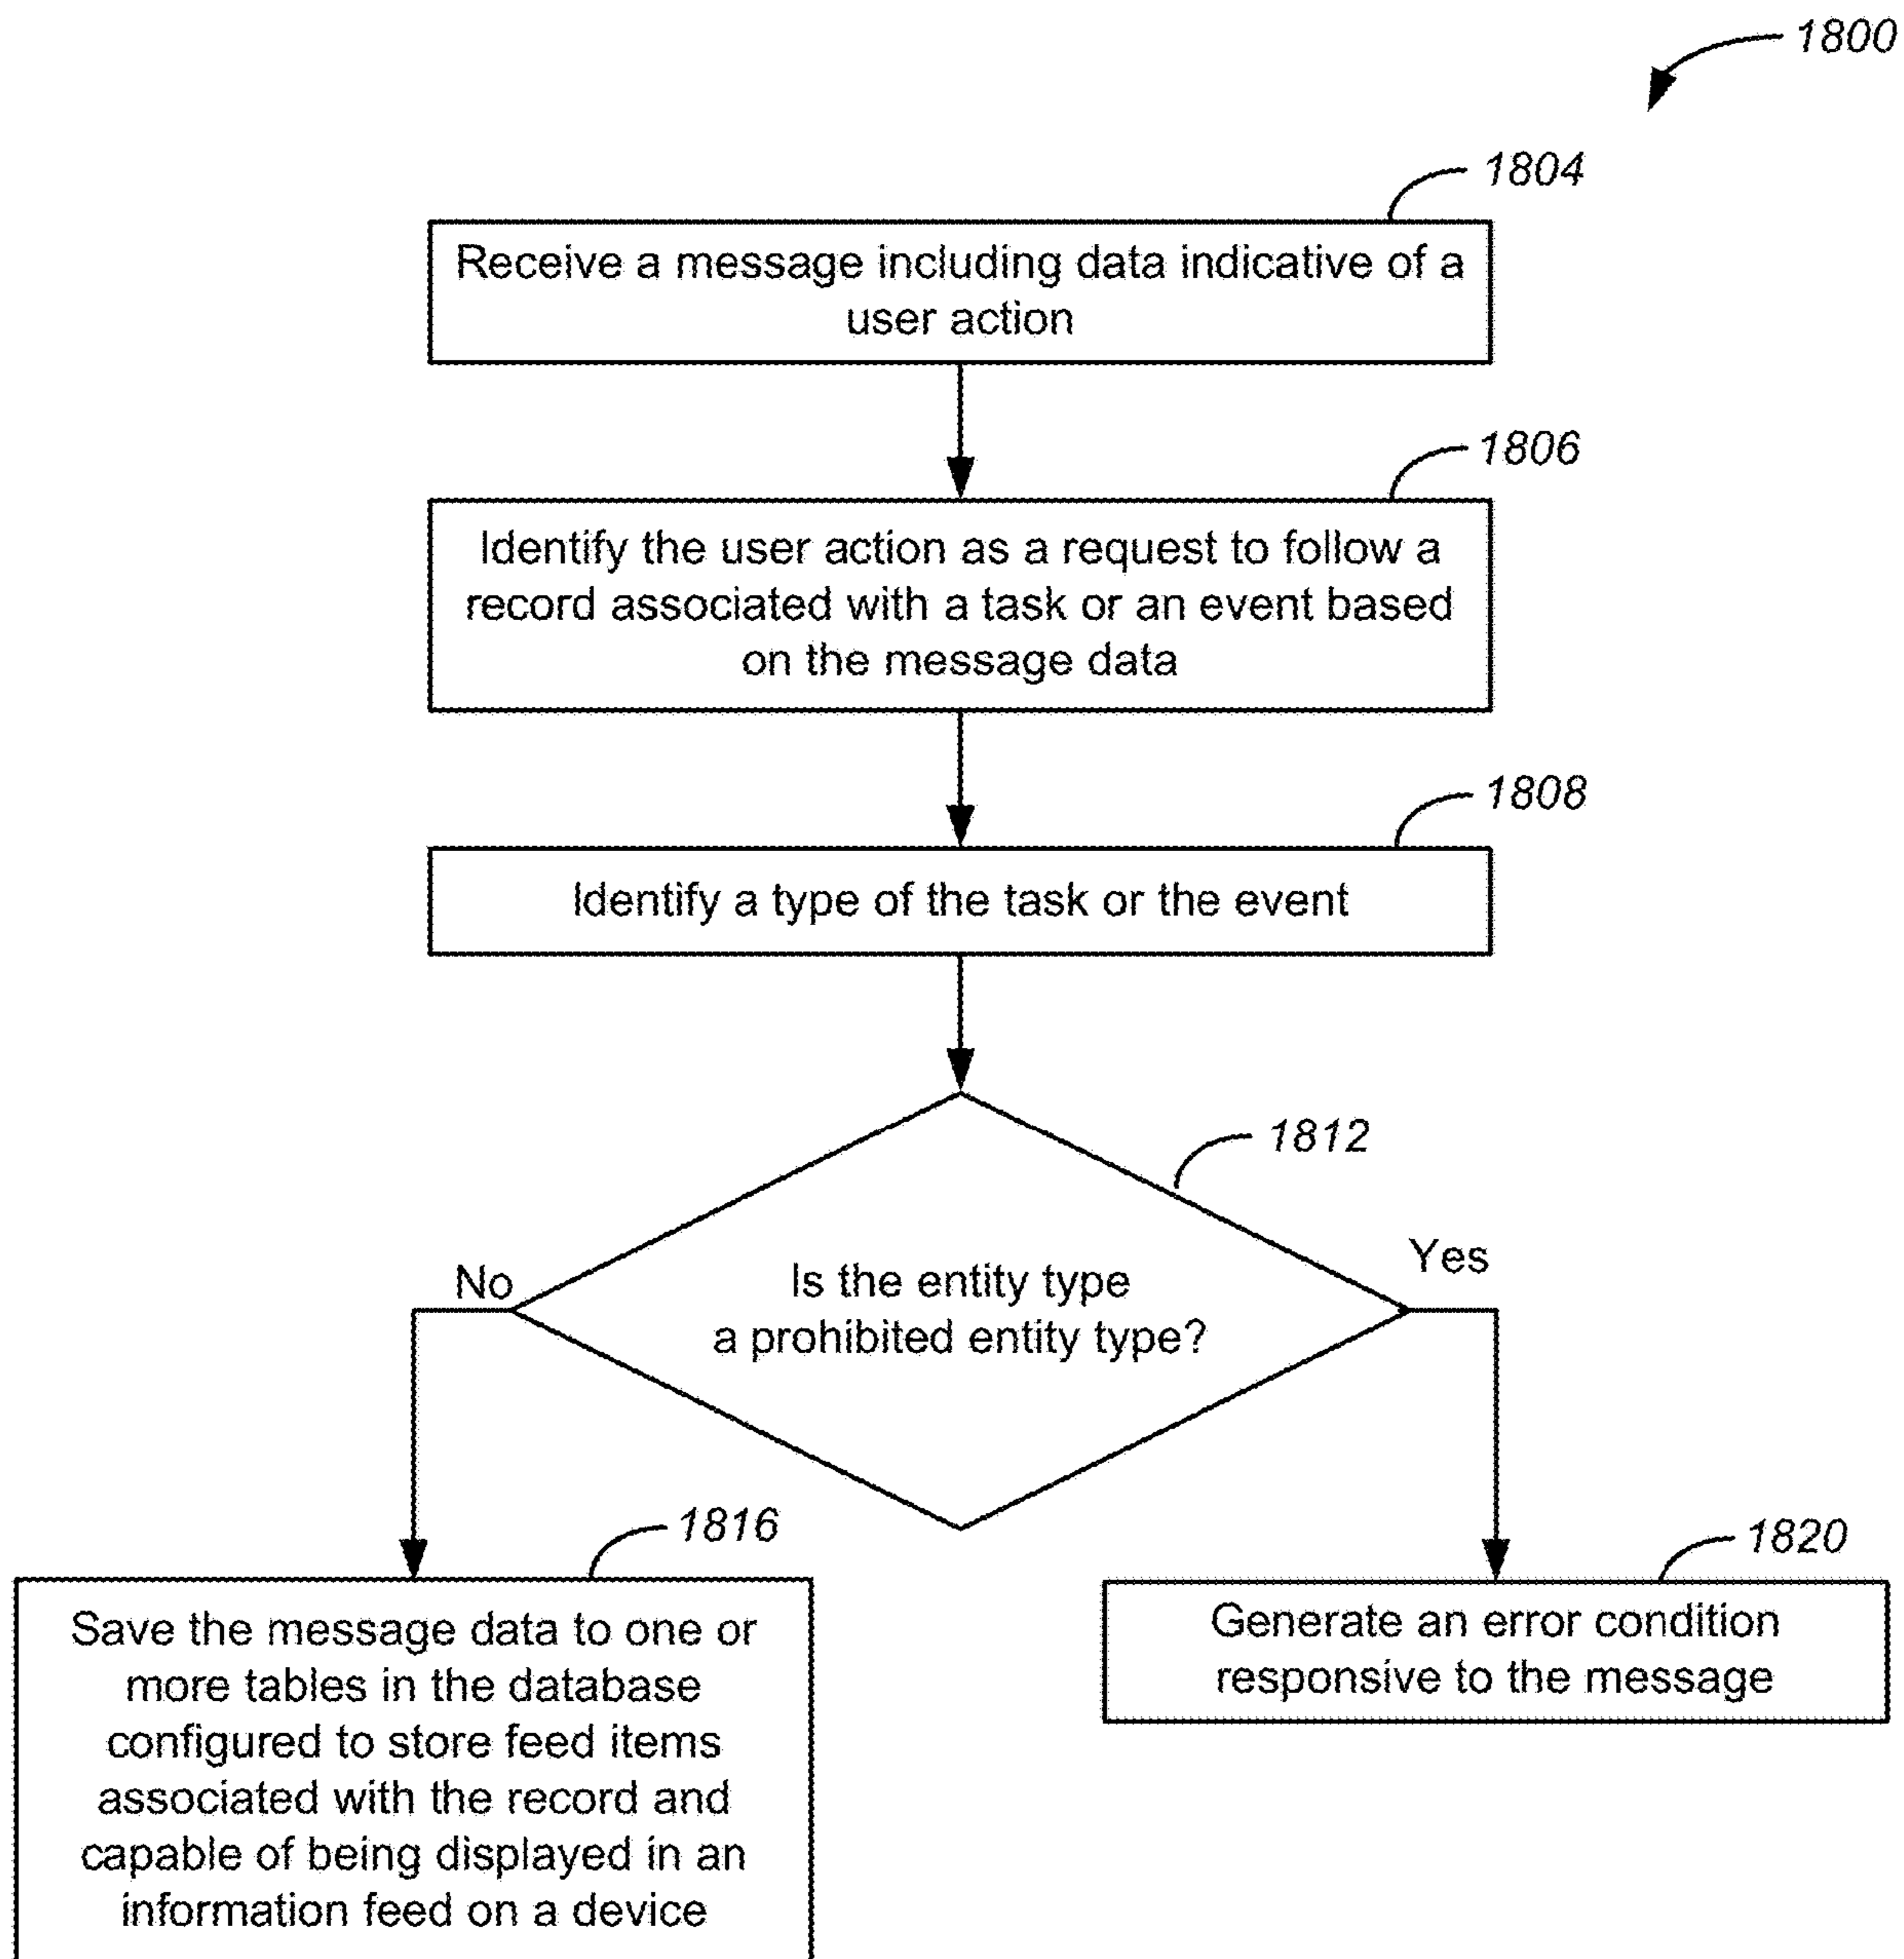 1800
1804
Receive a message including data indicative of a
user action
1806
Identify the user action as a request to follow a
record associated with a task or an event based
on the message data
1808
Identify a type of the task or the event
1812
Is the entity type
a prohibited entity type?
No
Yes
1816
Save the message data to one or
more tables in the database
configured to store feed items
associated with the record and
capable of being displayed in an
information feed on a device
1820
Generate an error condition
responsive to the message